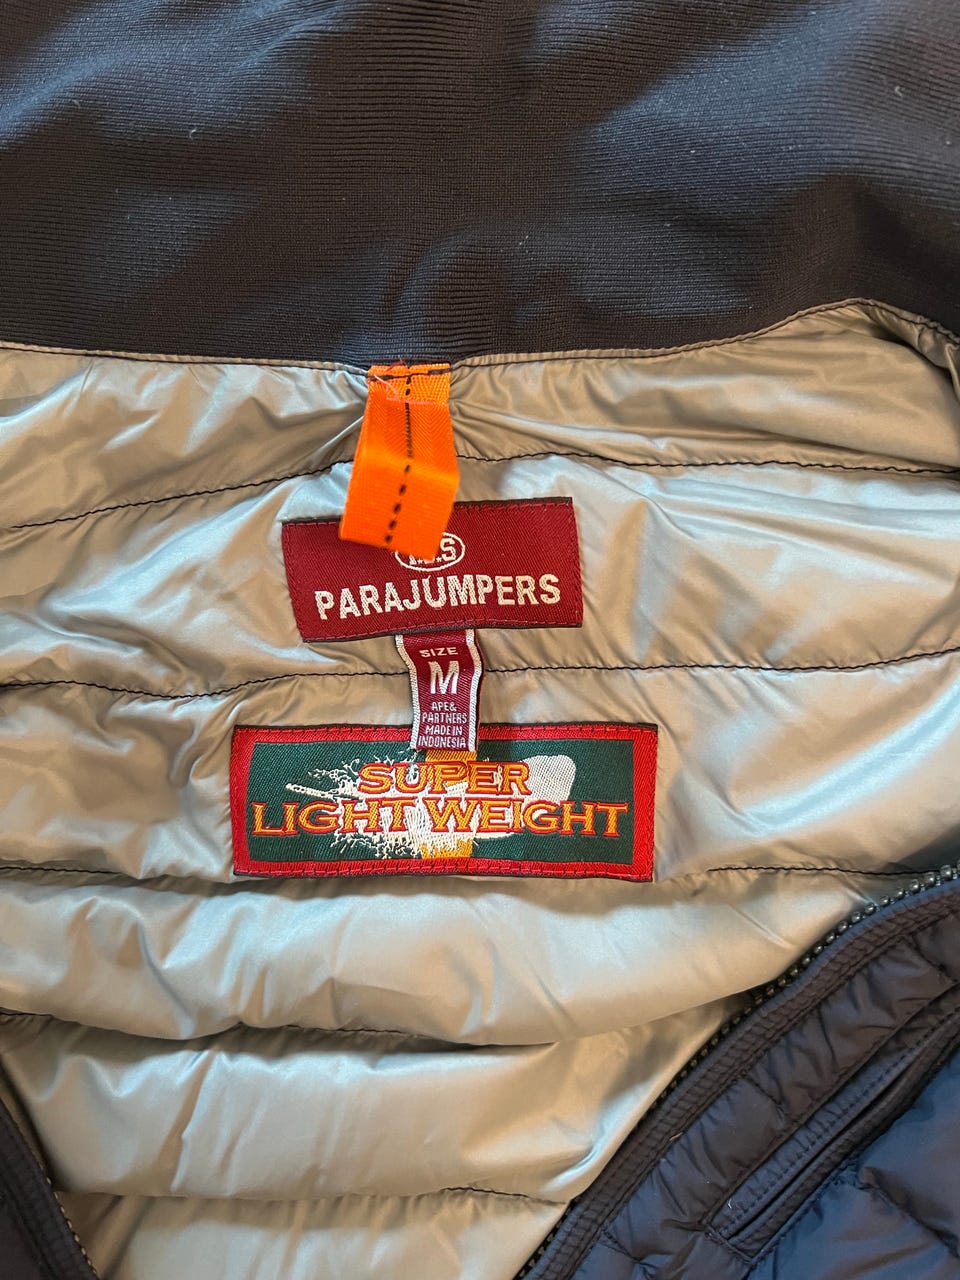 PARAJUMPERS
SIZE
M
APE&
PARTNERS
MADE IN
INDONESIA
SUPER
LIGHT WEIGHT